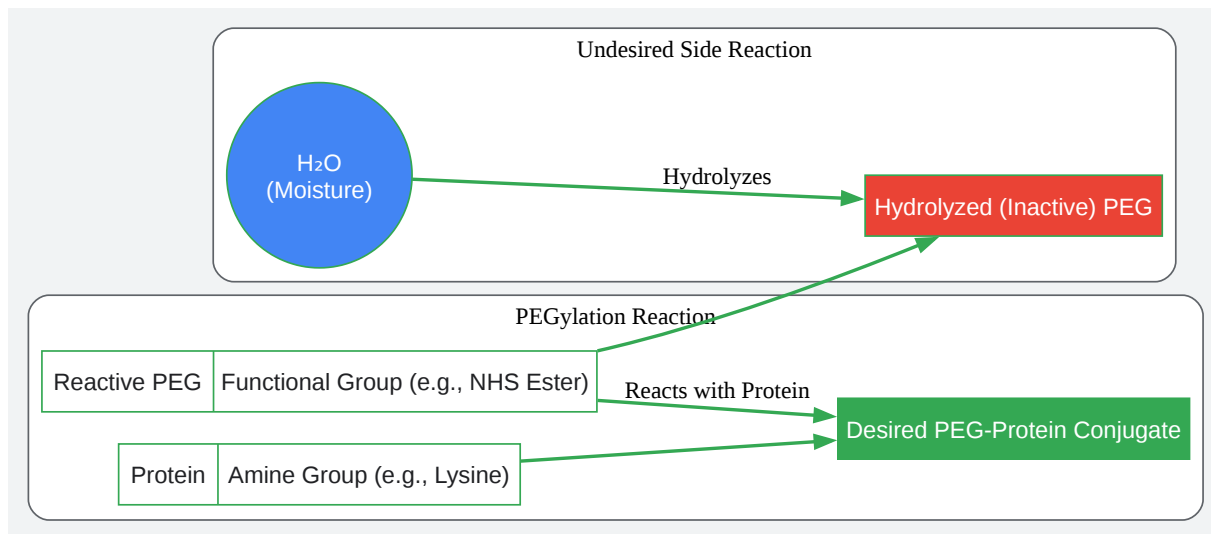 Undesired Side Reaction
H₂O
(Moisture)
Hydrolyzes
Hydrolyzed (Inactive) PEG
PEGylation Reaction
Reactive PEG
Functional Group (e.g., NHS Ester)
Reacts with Protein
Desired PEG-Protein Conjugate
Protein
Amine Group (e.g., Lysine)